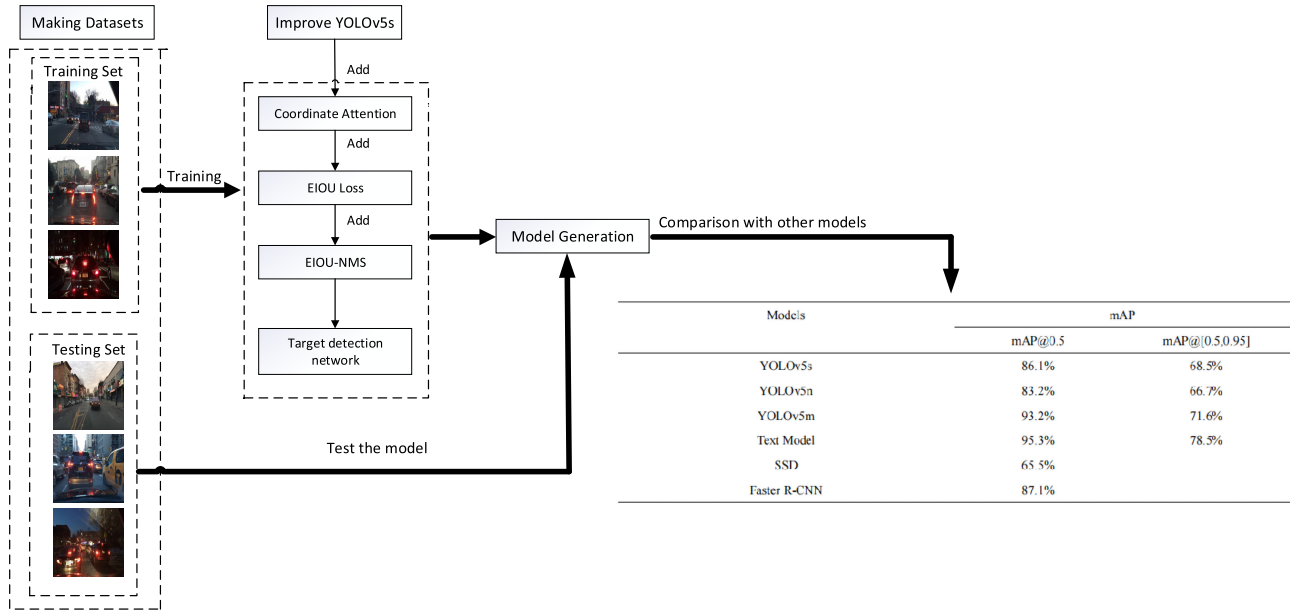 Making Datasets
Training Set
Testing Set
Training
Improve YOLOv5s
Add
Coordinate Attention
Add
EIOU Loss
Add
EIOU-NMS
Target detection
network
Test the model
Model Generation
Comparison with other models
Models mAP
mAP@0.5 mAP@[0.5,0.95]
YOLOv5s 86.1% 68.5%
YOLOv5n 83.2% 66.7%
YOLOv5m 93.2% 71.6%
Text Model 95.3% 78.5%
SSD 65.5%
Faster R-CNN 87.1%